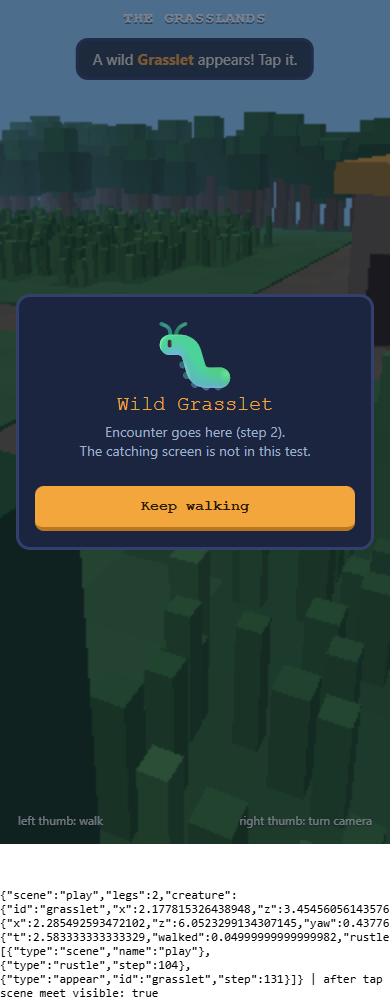 THE GRASSLANDS
A wild Grasslet appears! Tap it.
Wild Grasslet
Encounter goes here (step 2).
The catching screen is not in this test.
Keep walking
left thumb: walk
right thumb: turn camera
{"scene":"play","legs":2,"creature":
{"id":"grasslet","x":2.177815326438948,"z":3.45456056143576
{"x":2.285492593472102,"z":6.0523299134307145,"yaw":0.43776
{"t":2.583333333333329,"walked":0.04999999999999982,"rustle
[{"type":"scene","name":"play"},
{"type":"rustle","step":104},
{"type":"appear","id":"grasslet","step":131}]} | after tap
scene meet visible: true